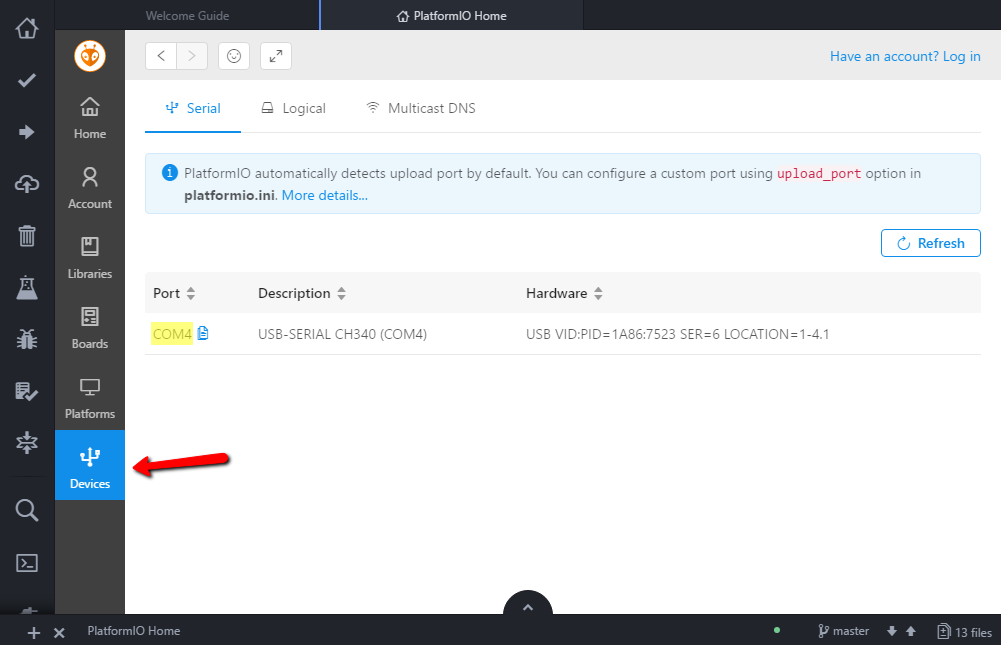 Welcome Guide
PlatformIO Home
Have an account? Log in
Home
Account
Libraries
Boards
Platforms
Devices
Serial
Logical
Multicast DNS
PlatformIO automatically detects upload port by default. You can configure a custom port using upload_port option in
platformio.ini. More details...
Refresh
Port
Description
Hardware
COM4
USB-SERIAL CH340 (COM4)
USB VID:PID=1A86:7523 SER=6 LOCATION=1-4.1
PlatformIO Home
master
13 files